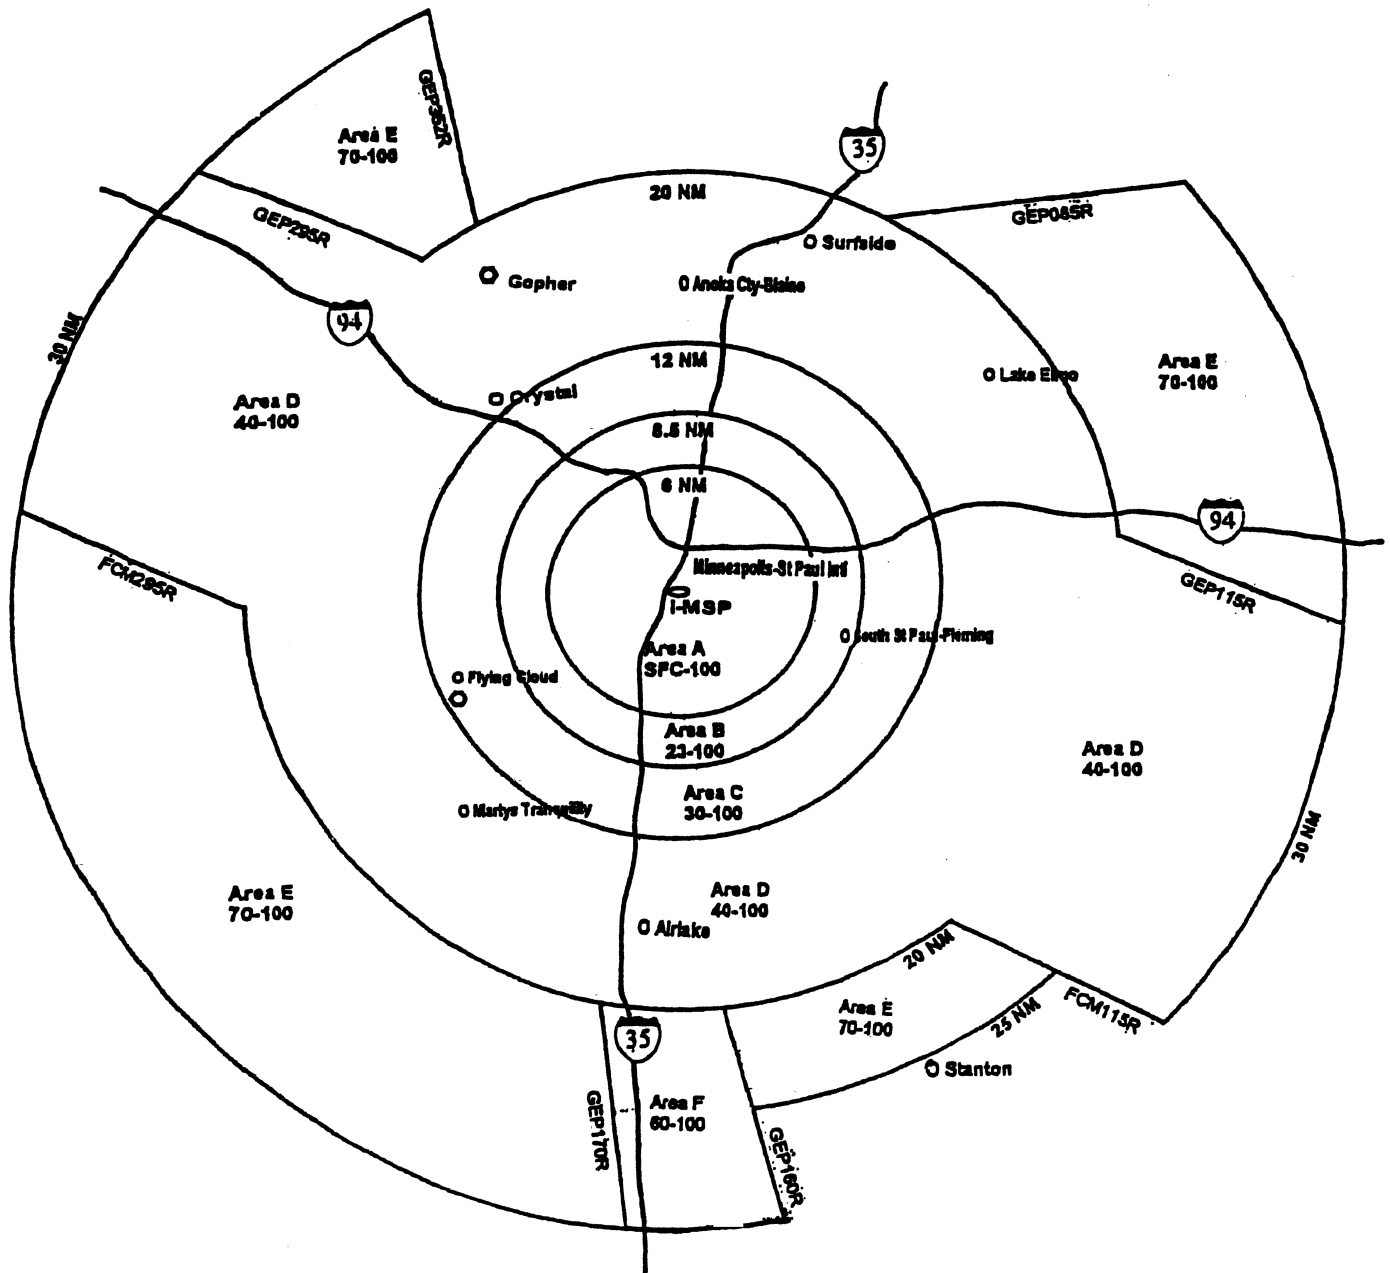 GEP352R
Area E
70-100
35
20 NM
GEP085R
GEP295R
Surfside
Gopher
Anoka Cty-Blaine
94
30 NM
12 NM
Lake Elmo
Area E
70-100
Crystal
Area D
40-100
8.5 NM
6 NM
94
Minneapolis-St Paul Intl
I-MSP
FCM295R
GEP115R
South St Paul-Fleming
Area A
SFC-100
Flying Cloud
Area B
23-100
Area D
40-100
Area C
30-100
Martys Tranquility
30 NM
Area E
70-100
Area D
40-100
Airlake
20 NM
Area E
70-100
25 NM
FCM115R
35
Stanton
GEP170R
Area F
60-100
GEP160R